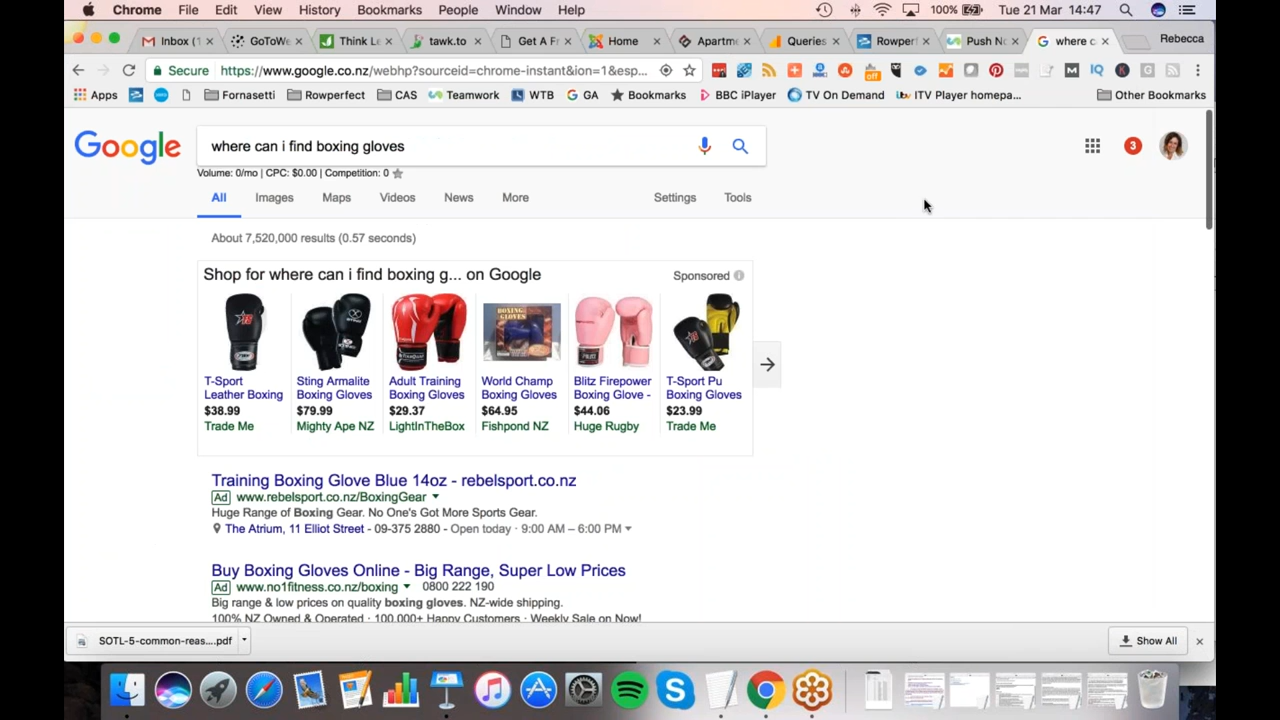 Chrome File Edit View History Bookmarks People Window Help 100% Tue 21 Mar 14:47
Inbox (1 GoToWe Think Le tawk.to Get A Fr Home Apartm Queries Rowperf Push No where c Rebecca
Secure https://www.google.co.nz/webhp?sourceid=chrome-instant&ion=1&esp...
Apps Fornasetti Rowperfect CAS Teamwork WTB GA Bookmarks BBC iPlayer TV On Demand ITV Player homepa... Other Bookmarks
Google where can i find boxing gloves 3
Volume: 0/mo | CPC: $0.00 | Competition: 0
All Images Maps Videos News More Settings Tools
About 7,520,000 results (0.57 seconds)
Shop for where can i find boxing g... on Google Sponsored
T-Sport Sting Armalite Adult Training World Champ Blitz Firepower T-Sport Pu
Leather Boxing Boxing Gloves Boxing Gloves Boxing Gloves Boxing Glove - Boxing Gloves
$38.99 $79.99 $29.37 $64.95 $44.06 $23.99
Trade Me Mighty Ape NZ LightInTheBox Fishpond NZ Huge Rugby Trade Me
Training Boxing Glove Blue 14oz - rebelsport.co.nz
Ad www.rebelsport.co.nz/BoxingGear
Huge Range of Boxing Gear. No One's Got More Sports Gear.
The Atrium, 11 Elliot Street - 09-375 2880 - Open today · 9:00 AM – 6:00 PM
Buy Boxing Gloves Online - Big Range, Super Low Prices
Ad www.no1fitness.co.nz/boxing 0800 222 190
Big range & low prices on quality boxing gloves. NZ-wide shipping.
100% NZ Owned & Operated · 100,000+ Happy Customers · Weekly Sale on Now!
SOTL-5-common-reas....pdf Show All